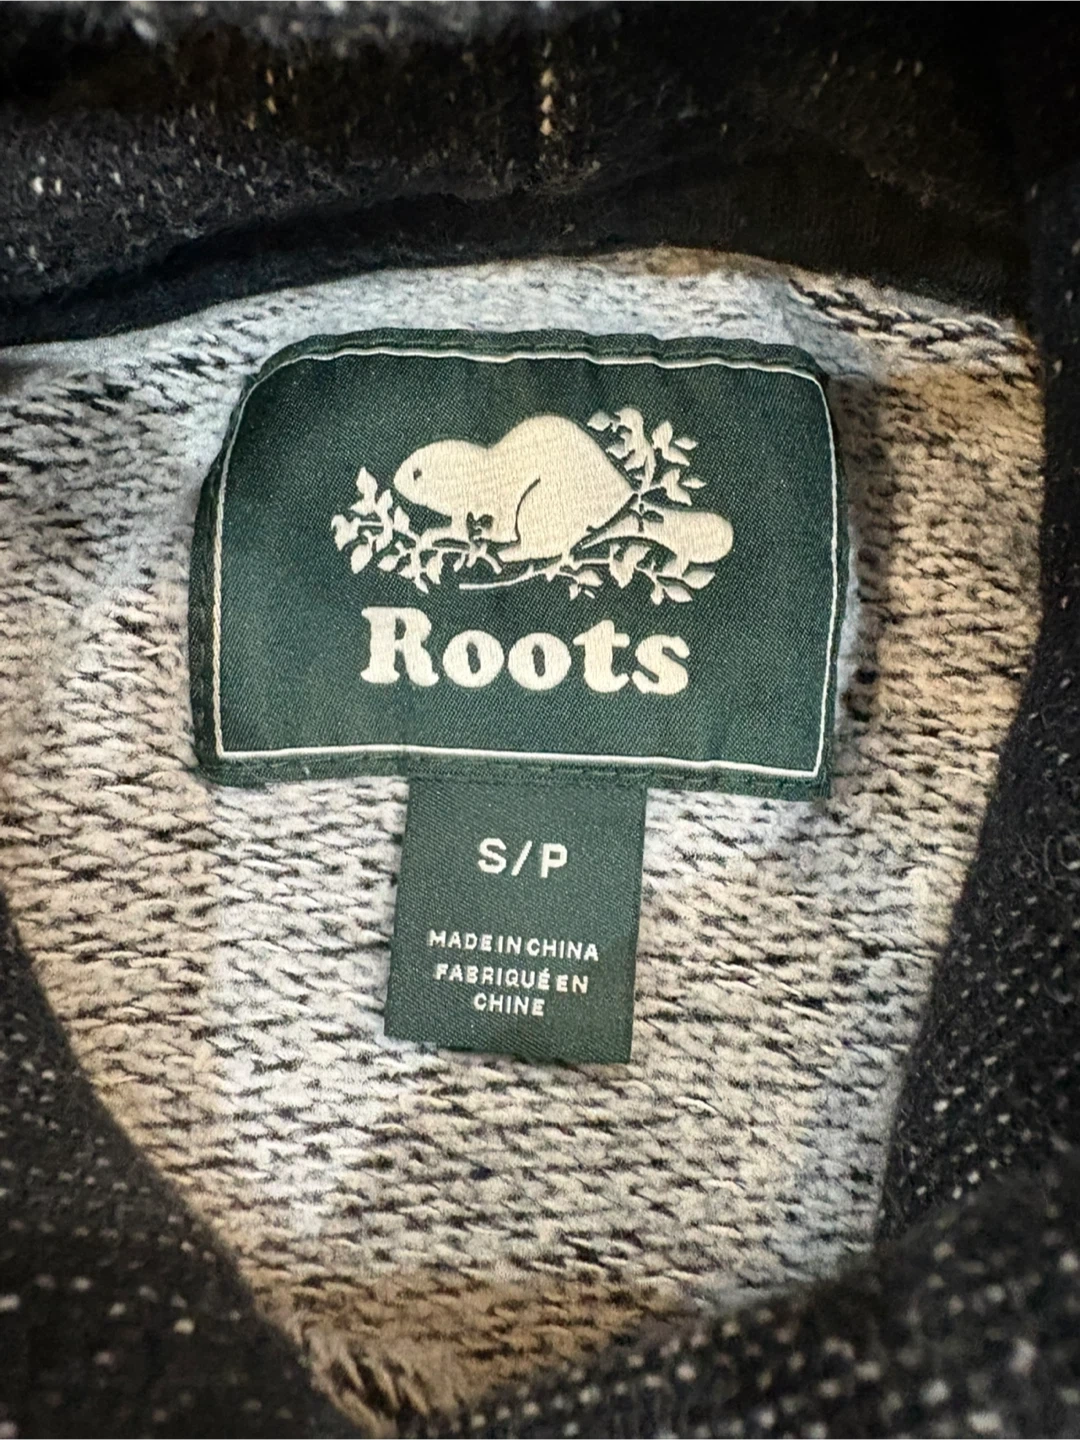 Roots
S/P
MADE IN CHINA
FABRIQUÉ EN
CHINE